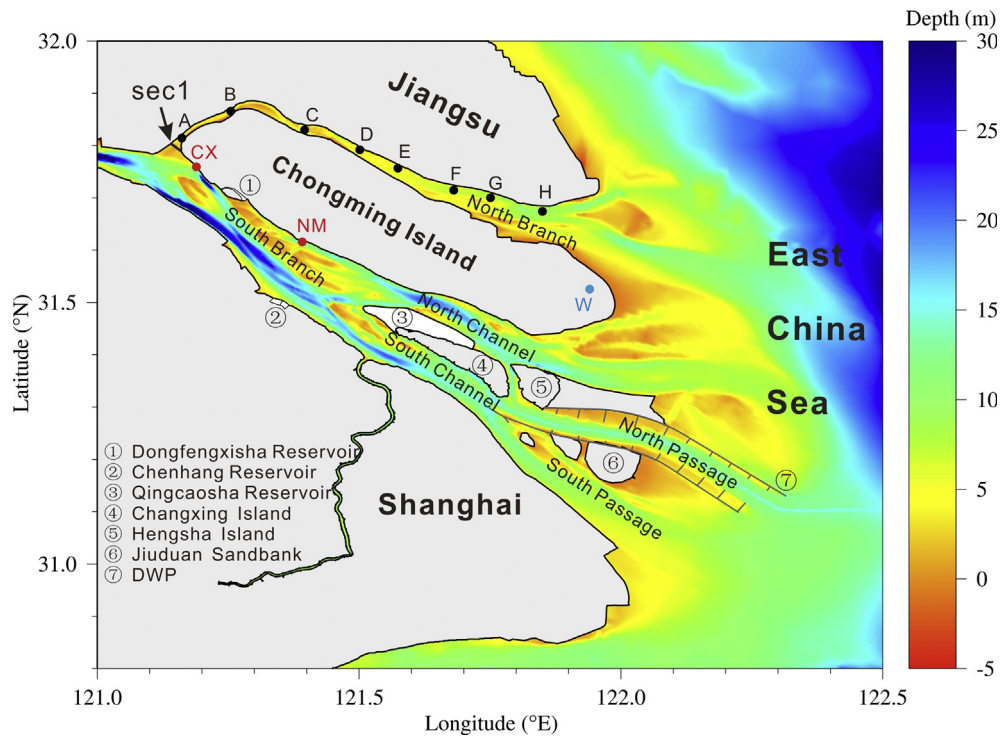 Depth (m)
32.0
30
Jiangsu
sec1
A
B
C
D
E
F
G
H
CX
①
25
Chongming Island
North Branch
NM
South Branch
20
East
W
31.5
②
③
North Channel
China
15
South Channel
④
⑤
Sea
10
North Passage
① Dongfengxisha Reservoir
② Chenhang Reservoir
③ Qingcaosha Reservoir
④ Changxing Island
⑤ Hengsha Island
⑥ Jiuduan Sandbank
⑦ DWP
⑥
⑦
South Passage
Shanghai
5
31.0
0
-5
121.0
121.5
122.0
122.5
Longitude (°E)
Latitude (°N)